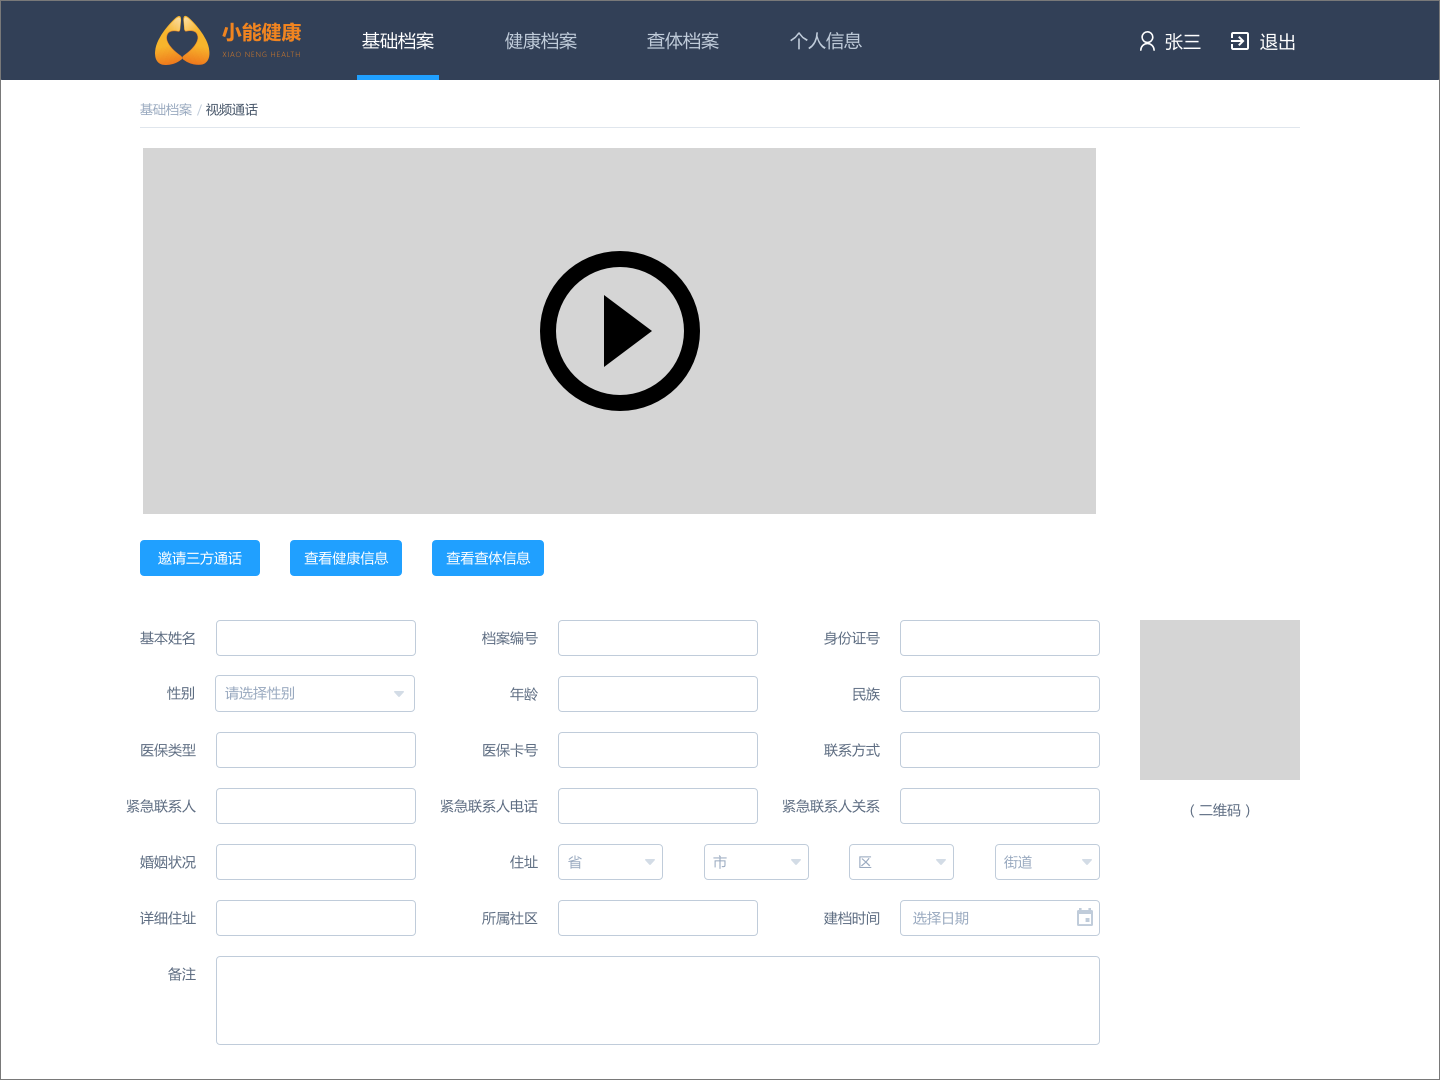 小能健康
XIAO NENG HEALTH
基础档案 健康档案 查体档案 个人信息 张三 退出
基础档案 / 视频通话
邀请三方通话 查看健康信息 查看查体信息
基本姓名 档案编号 身份证号
性别 请选择性别 年龄 民族
医保类型 医保卡号 联系方式
紧急联系人 紧急联系人电话 紧急联系人关系
(二维码)
婚姻状况 住址 省 市 区 街道
详细住址 所属社区 建档时间 选择日期
备注